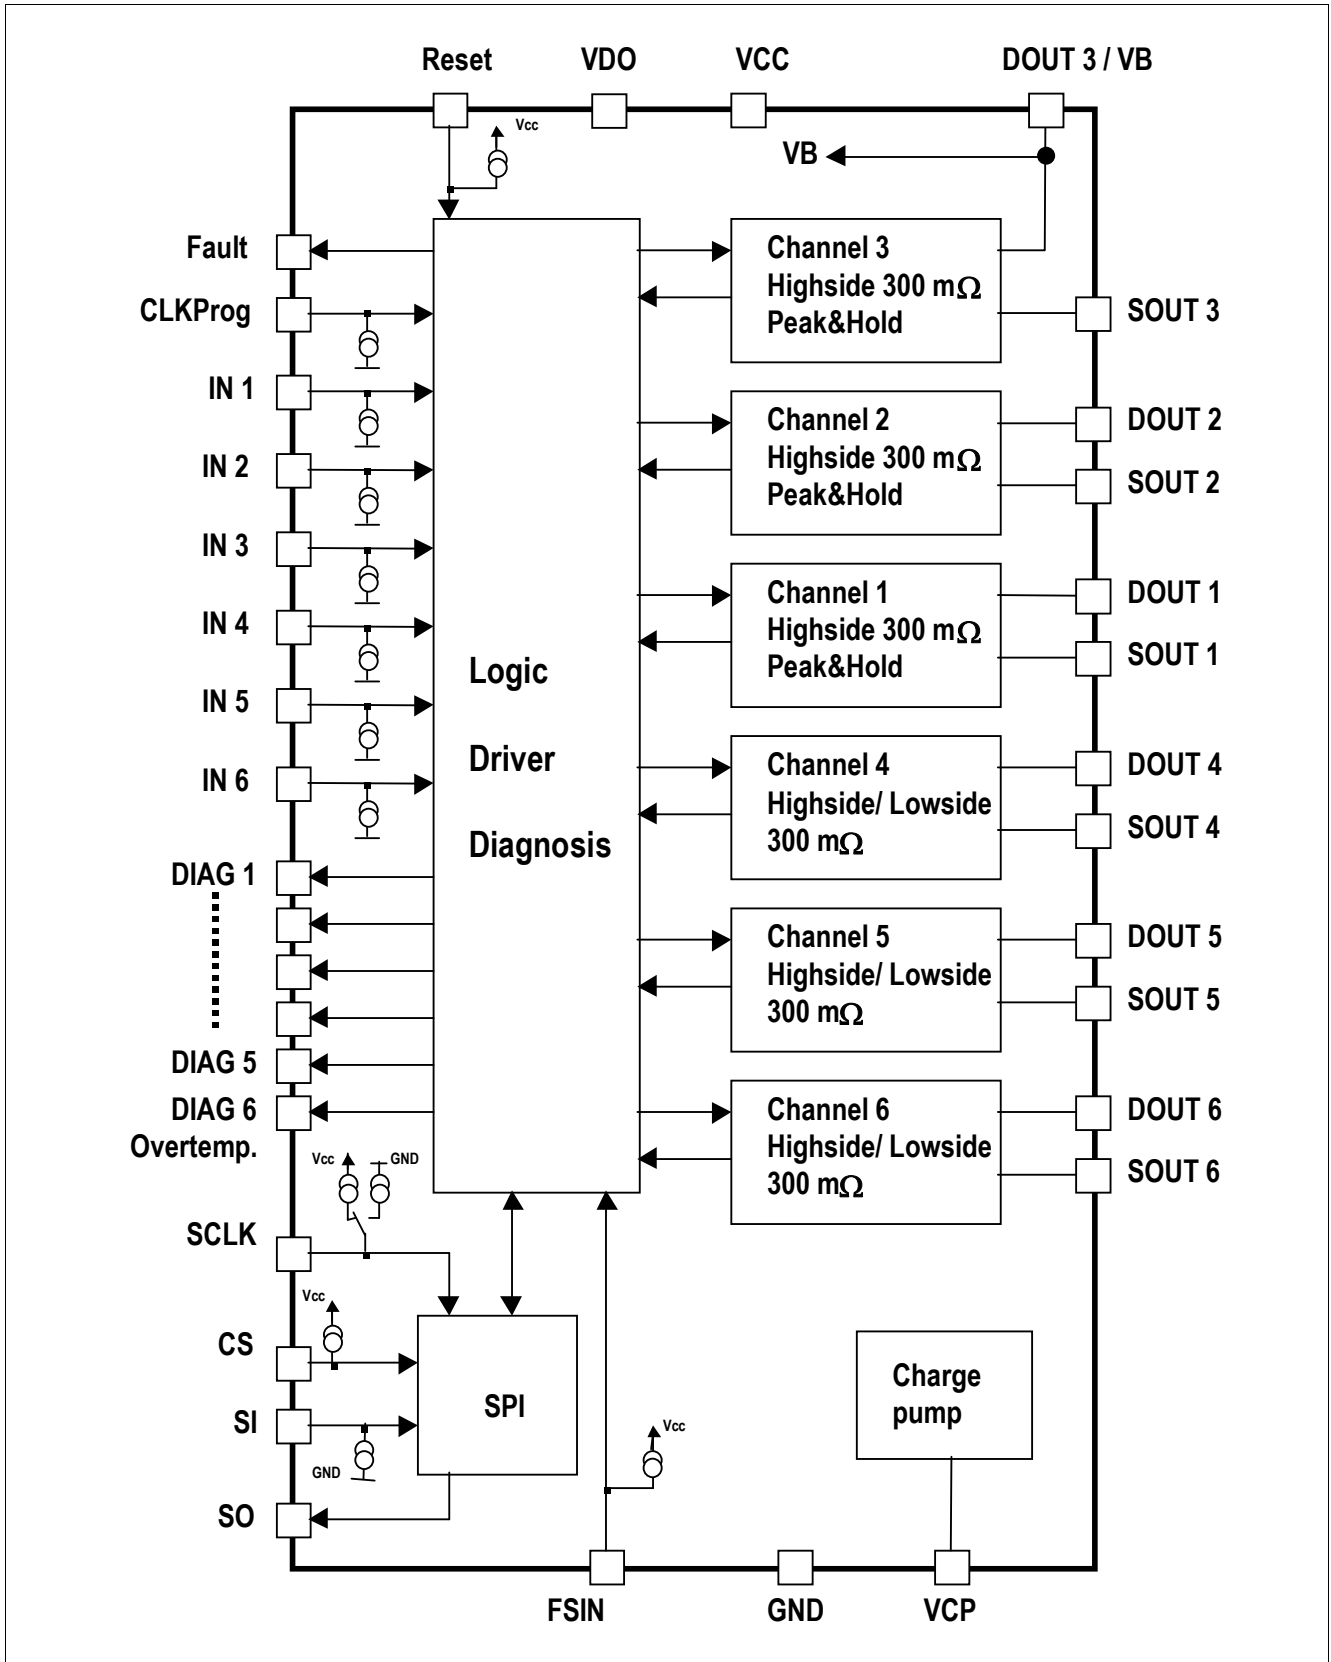 Reset VDO VCC DOUT 3 / VB
Vcc
VB
Fault
CLKProg
IN 1
IN 2
IN 3
IN 4
IN 5
IN 6
DIAG 1
DIAG 5
DIAG 6
Overtemp.
Vcc GND
SCLK
Vcc
CS
SI
GND
SO
Logic
Driver
Diagnosis
SPI
Channel 3
Highside 300 mΩ
Peak&Hold
Channel 2
Highside 300 mΩ
Peak&Hold
Channel 1
Highside 300 mΩ
Peak&Hold
Channel 4
Highside/ Lowside
300 mΩ
Channel 5
Highside/ Lowside
300 mΩ
Channel 6
Highside/ Lowside
300 mΩ
SOUT 3
DOUT 2
SOUT 2
DOUT 1
SOUT 1
DOUT 4
SOUT 4
DOUT 5
SOUT 5
DOUT 6
SOUT 6
Charge
pump
Vcc
FSIN GND VCP